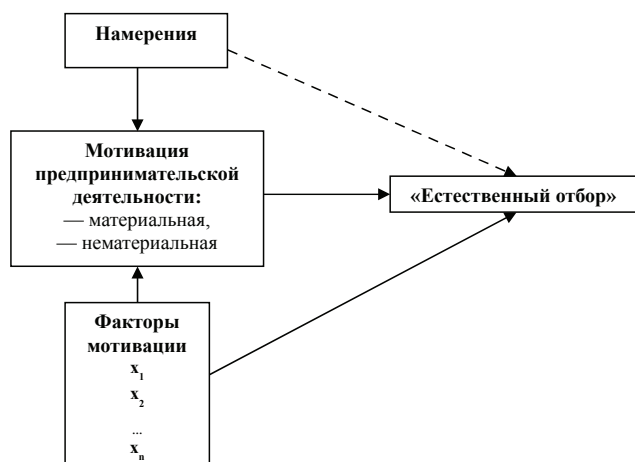 Намерения
Мотивация
предпринимательской
деятельности:
— материальная,
— нематериальная
«Естественный отбор»
Факторы
мотивации
x₁
x₂
...
xₙ